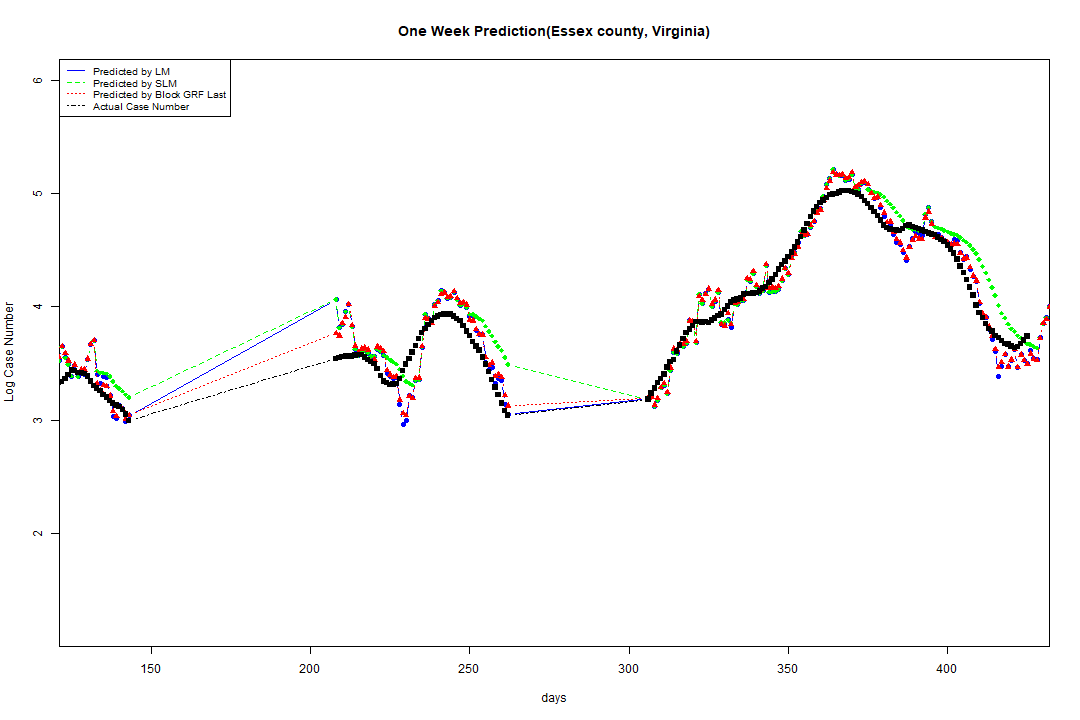 One Week Prediction(Essex county, Virginia)
Predicted by LM
Predicted by SLM
Predicted by Block GRF Last
Actual Case Number
6
5
4
3
2
Log Case Number
150 200 250 300 350 400
days